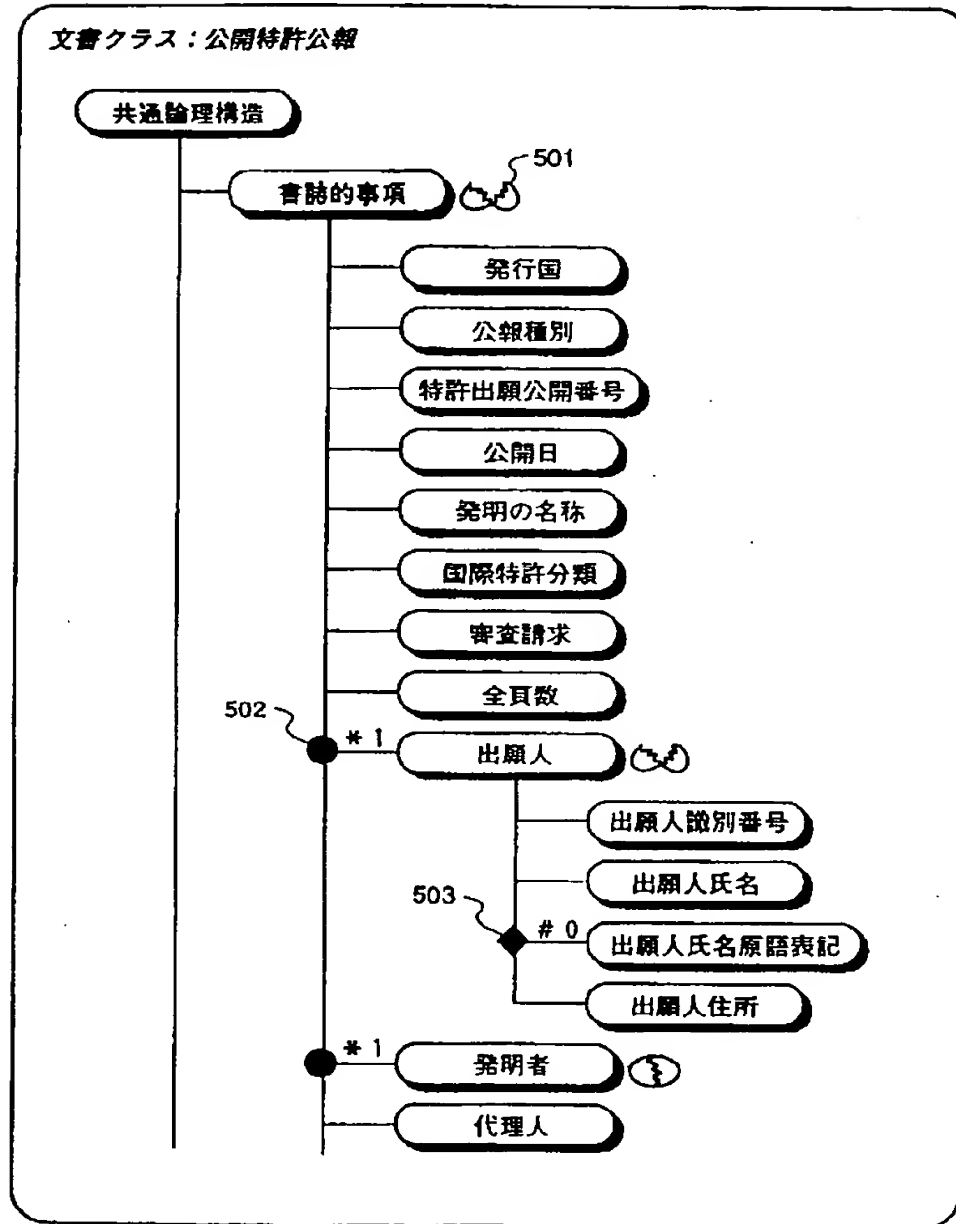 文書クラス：公開特許公報
共通論理構造
501
書誌的事項
発行国
公報種別
特許出願公開番号
公開日
発明の名称
国際特許分類
審査請求
全頁数
502
* 1
出願人
出願人識別番号
出願人氏名
503
# 0
出願人氏名原語表記
出願人住所
* 1
発明者
代理人